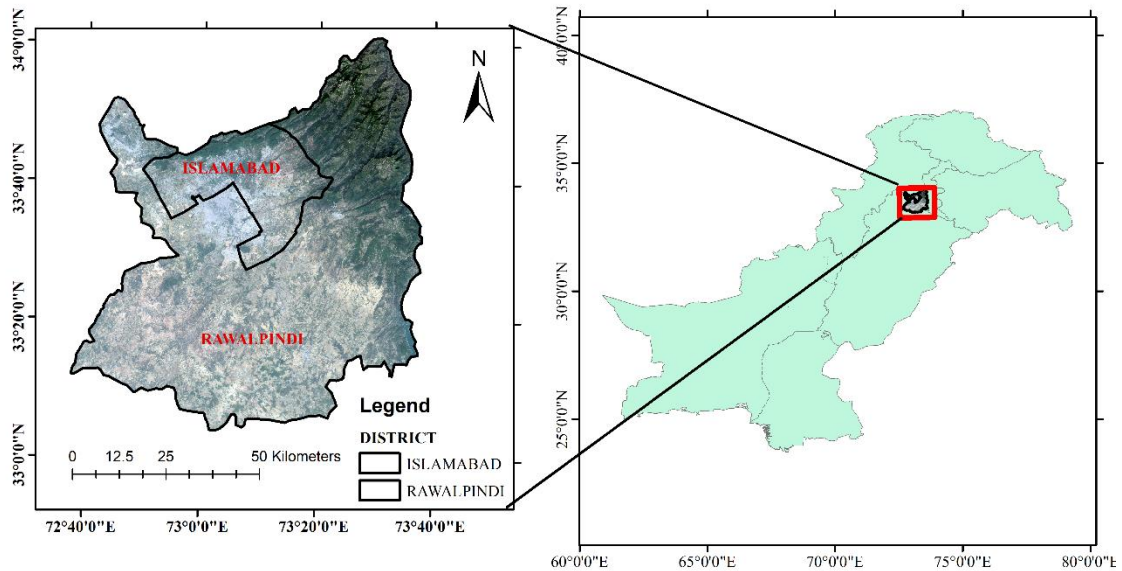 N
ISLAMABAD
RAWALPINDI
Legend
DISTRICT
ISLAMABAD
RAWALPINDI
0 12.5 25 50 Kilometers
34°0'0"N
33°40'0"N
33°20'0"N
33°0'0"N
72°40'0"E 73°0'0"E 73°20'0"E 73°40'0"E
40°0'0"N
35°0'0"N
30°0'0"N
25°0'0"N
60°0'0"E 65°0'0"E 70°0'0"E 75°0'0"E 80°0'0"E